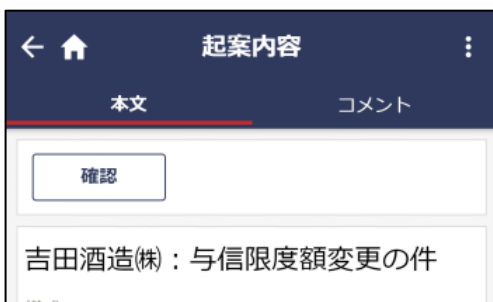 起案内容
本文
コメント
確認
吉田酒造㈱：与信限度額変更の件